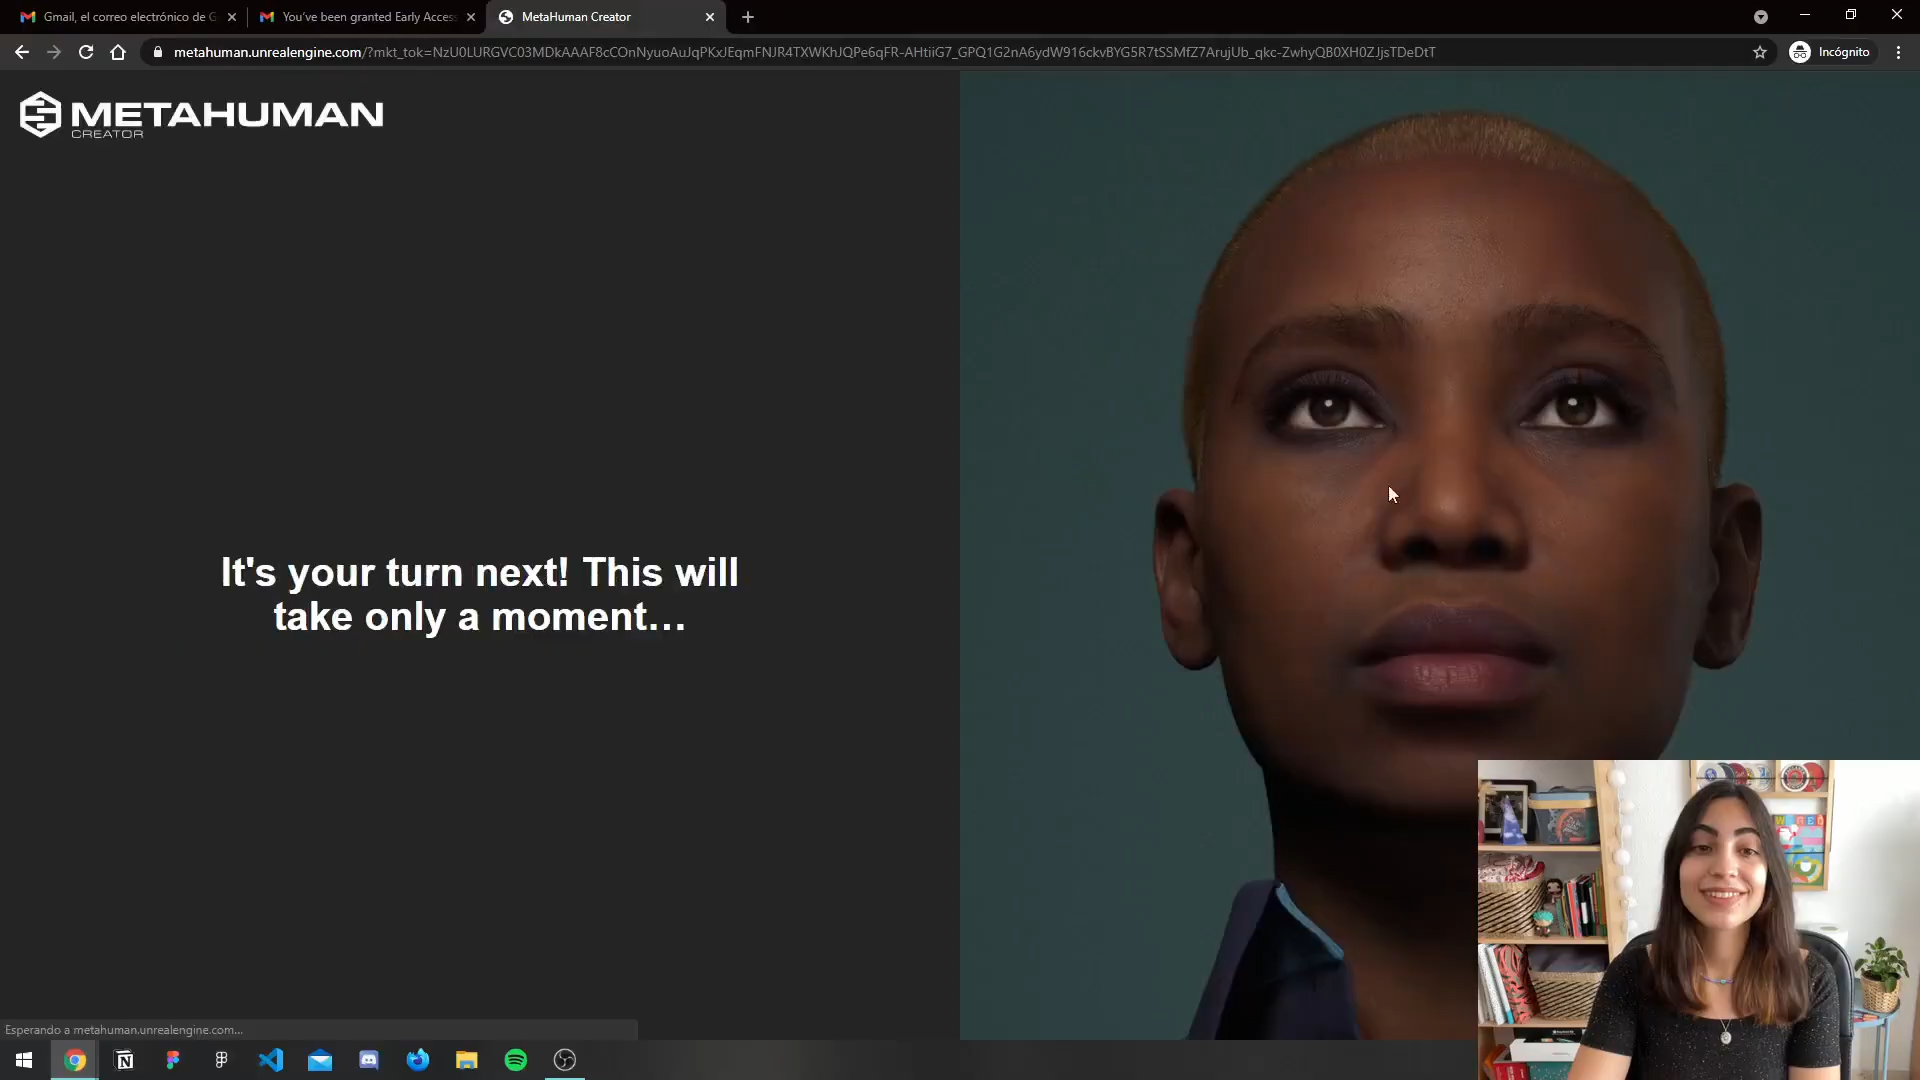 Gmail, el correo electrónico de G
You've been granted Early Access
MetaHuman Creator
metahuman.unrealengine.com/?mkt_tok=NzU0LURGVC03MDkAAAF8cCOnNyuoAuJqPKxJEqmFNJR4TXWKhJQPe6qFR-AHtiiG7_GPQ1G2nA6ydW916ckvBYG5R7tSSMfZ7ArujUb_qkc-ZwhyQB0XH0ZJjsTDeDtT
Incógnito
METAHUMAN
CREATOR
It's your turn next! This will
take only a moment...
Esperando a metahuman.unrealengine.com...